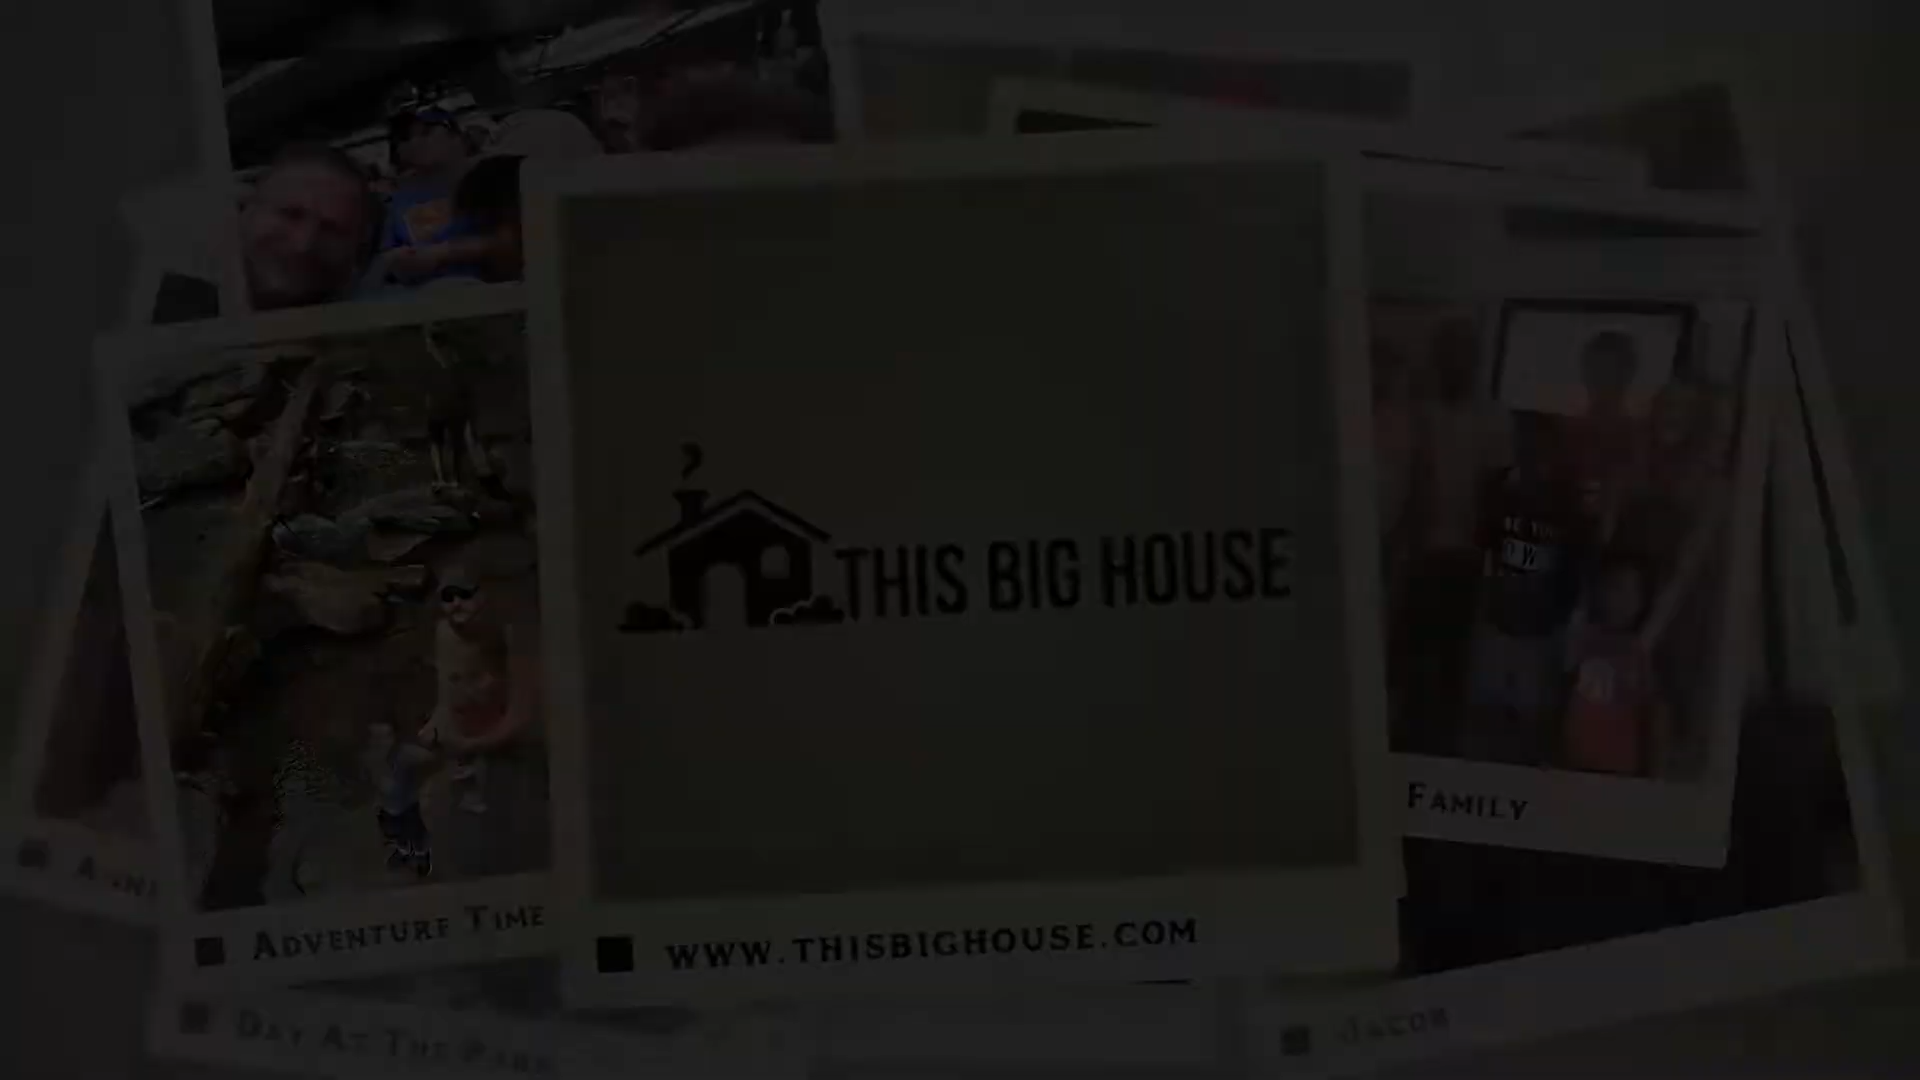 THIS BIG HOUSE
FAMILY
ADVENTURE TIME
WWW.THISBIGHOUSE.COM
DAY AT THE PARK
JACOB